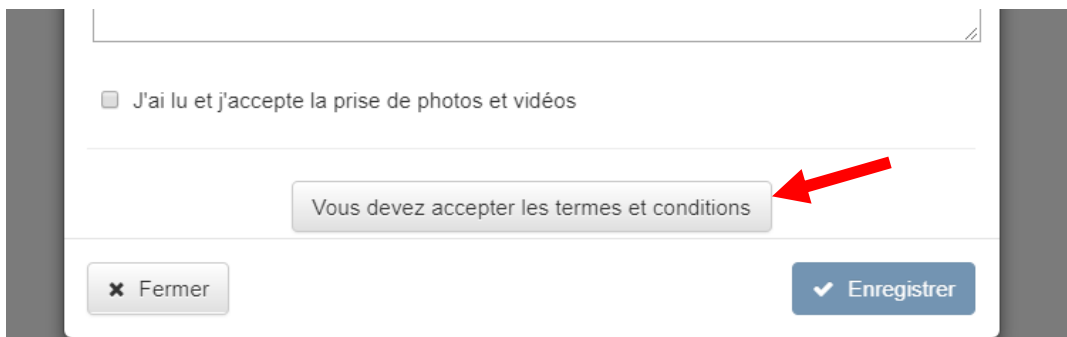 J'ai lu et j'accepte la prise de photos et vidéos
Vous devez accepter les termes et conditions
Fermer
Enregistrer